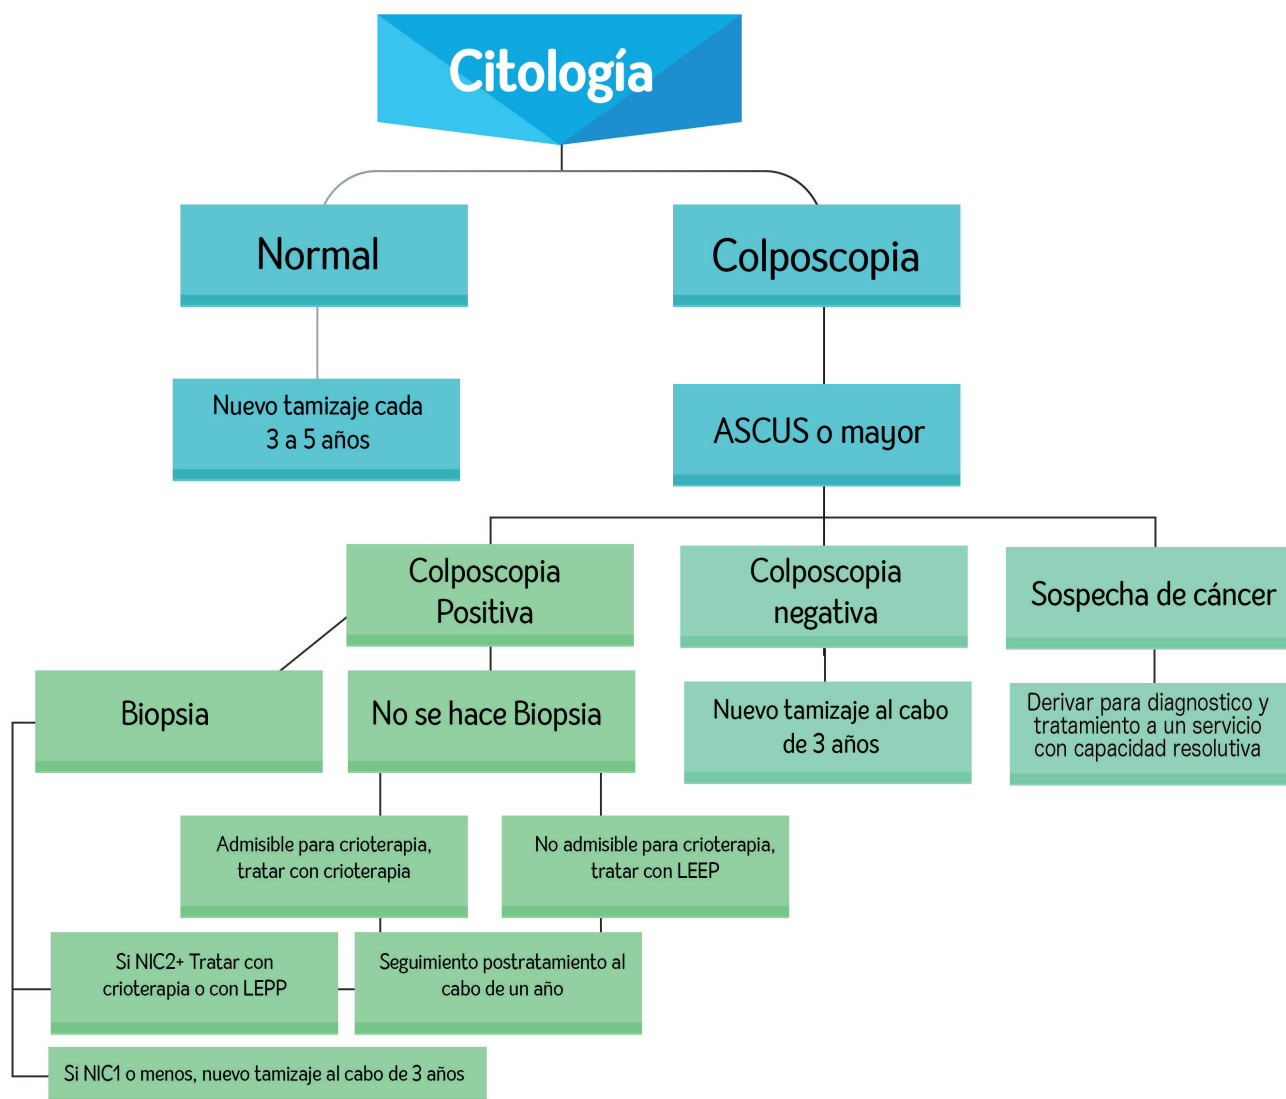 Citología
Normal
Colposcopia
Nuevo tamizaje cada
3 a 5 años
ASCUS o mayor
Colposcopia
Positiva
Colposcopia
negativa
Sospecha de cáncer
Biopsia
No se hace Biopsia
Nuevo tamizaje al cabo
de 3 años
Derivar para diagnostico y
tratamiento a un servicio
con capacidad resolutiva
Admisible para crioterapia,
tratar con crioterapia
No admisible para crioterapia,
tratar con LEEP
Si NIC2+ Tratar con
crioterapia o con LEPP
Seguimiento postratamiento al
cabo de un año
Si NIC1 o menos, nuevo tamizaje al cabo de 3 años